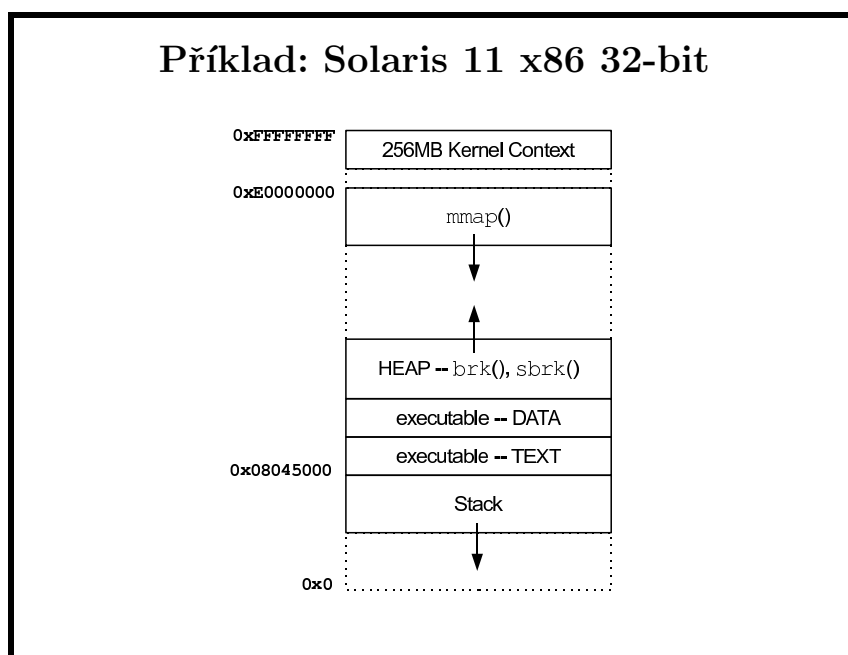 Příklad: Solaris 11 x86 32-bit
0xFFFFFFFF
256MB Kernel Context
0xE0000000
mmap()
HEAP -- brk(), sbrk()
executable -- DATA
executable -- TEXT
0x08045000
Stack
0x0